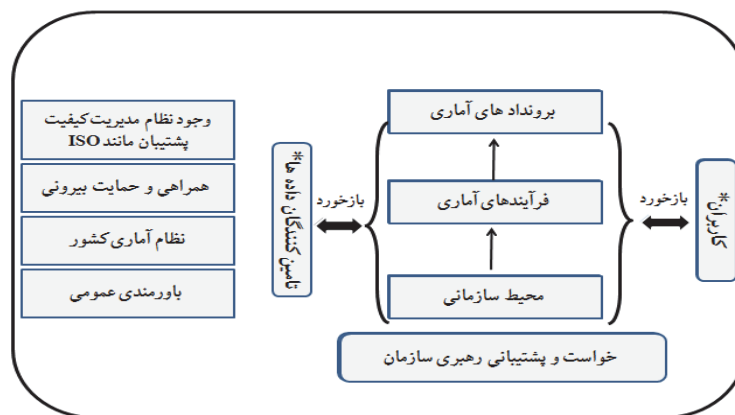 برونداد های آماری
فرآیندهای آماری
محیط سازمانی
خواست و پشتیبانی رهبری سازمان
کاربران*
بازخورد
بازخورد
تامین کنندگان داده ها*
وجود نظام مدیریت کیفیت
پشتیبان مانند ISO
همراهی و حمایت بیرونی
نظام آماری کشور
باورمندی عمومی